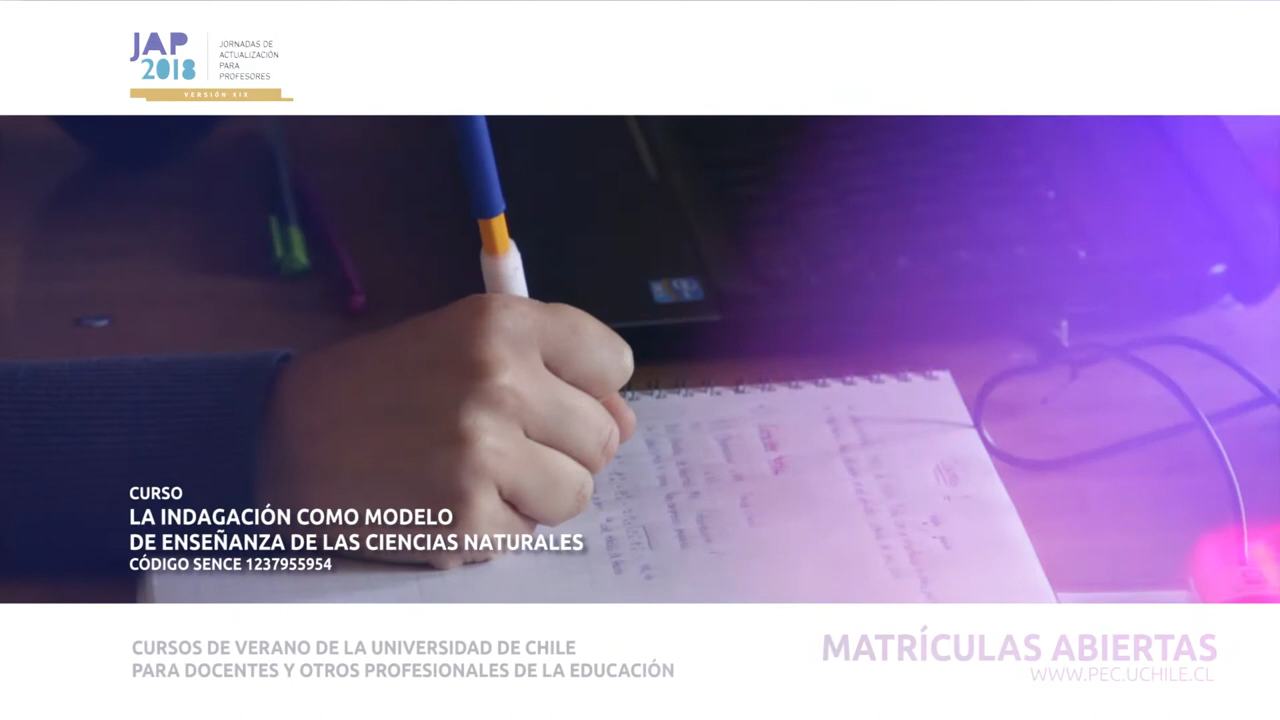 JAP
2018
JORNADAS DE
ACTUALIZACIÓN
PARA
PROFESORES
VERSIÓN XIX
CURSO
LA INDAGACIÓN COMO MODELO
DE ENSEÑANZA DE LAS CIENCIAS NATURALES
CÓDIGO SENCE 1237955954
CURSOS DE VERANO DE LA UNIVERSIDAD DE CHILE
PARA DOCENTES Y OTROS PROFESIONALES DE LA EDUCACIÓN
MATRÍCULAS ABIERTAS
WWW.PEC.UCHILE.CL